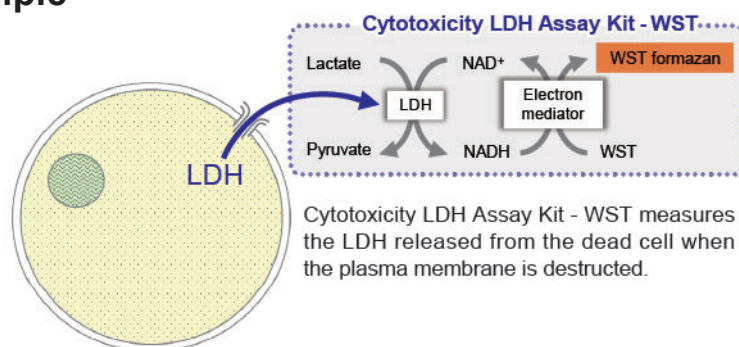 Cytotoxicity LDH Assay Kit - WST
Lactate NAD+ WST formazan
LDH Electron
mediator
Pyruvate NADH WST
LDH
Cytotoxicity LDH Assay Kit - WST measures
the LDH released from the dead cell when
the plasma membrane is destructed.